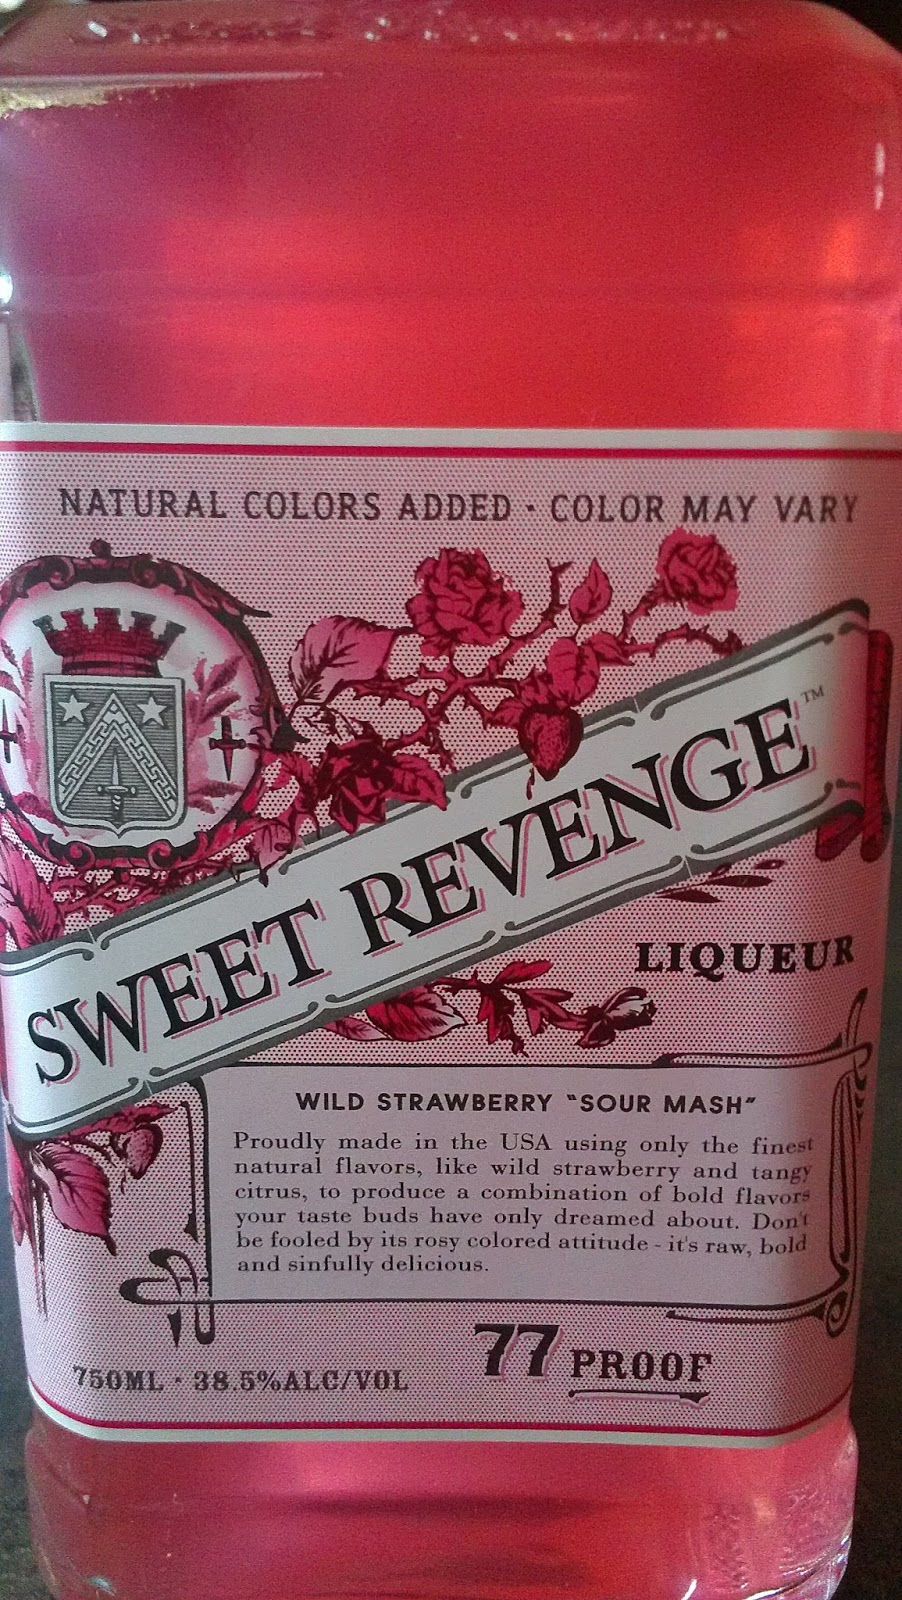 NATURAL COLORS ADDED · COLOR MAY VARY
SWEET REVENGE™
LIQUEUR
WILD STRAWBERRY "SOUR MASH"
Proudly made in the USA using only the finest
natural flavors, like wild strawberry and tangy
citrus, to produce a combination of bold flavors
your taste buds have only dreamed about. Don't
be fooled by its rosy colored attitude - it's raw, bold
and sinfully delicious.
77 PROOF
750ML · 38.5%ALC/VOL